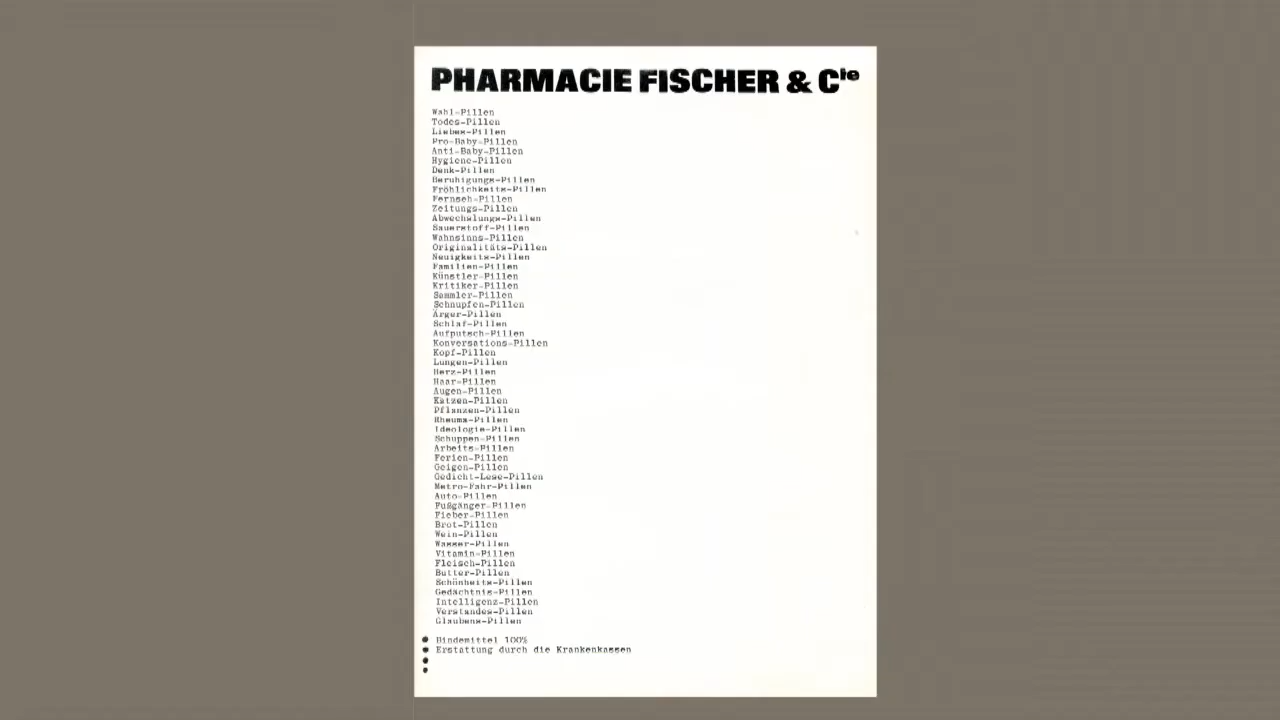 PHARMACIE FISCHER & Cie
Wahl-Pillen
Todes-Pillen
Liebes-Pillen
Pro-Baby-Pillen
Anti-Baby-Pillen
Hygiene-Pillen
Denk-Pillen
Beruhigungs-Pillen
Fröhlichkeits-Pillen
Fernseh-Pillen
Zeitungs-Pillen
Abwechslungs-Pillen
Sauerstoff-Pillen
Wahnsinns-Pillen
Originalitäts-Pillen
Neuigkeits-Pillen
Familien-Pillen
Künstler-Pillen
Kritiker-Pillen
Sammler-Pillen
Schnupfen-Pillen
Ärger-Pillen
Schlaf-Pillen
Aufputsch-Pillen
Konversations-Pillen
Kopf-Pillen
Lungen-Pillen
Herz-Pillen
Haar-Pillen
Augen-Pillen
Katzen-Pillen
Pflanzen-Pillen
Rheuma-Pillen
Ideologie-Pillen
Schuppen-Pillen
Arbeits-Pillen
Ferien-Pillen
Geigen-Pillen
Gedicht-Lese-Pillen
Metro-Fahr-Pillen
Auto-Pillen
Fußgänger-Pillen
Fieber-Pillen
Brot-Pillen
Wein-Pillen
Wasser-Pillen
Vitamin-Pillen
Fleisch-Pillen
Butter-Pillen
Schönheits-Pillen
Gedächtnis-Pillen
Intelligenz-Pillen
Verstandes-Pillen
Glaubens-Pillen
Bindemittel 100%
Erstattung durch die Krankenkassen